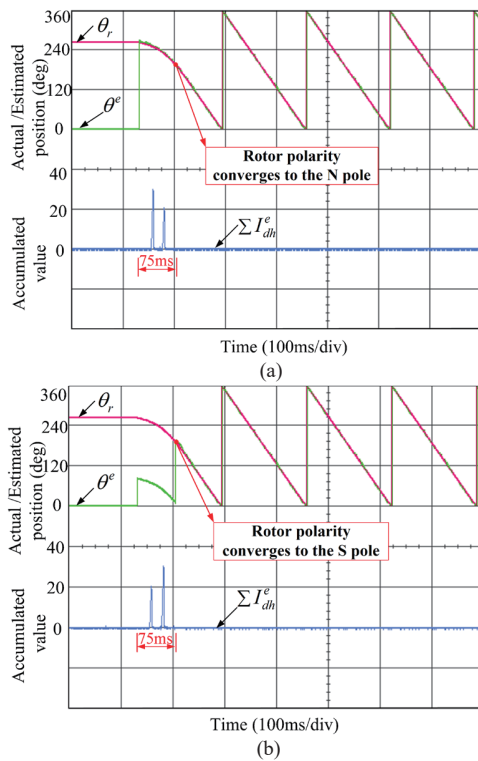 Actual /Estimated
position (deg)
360
240
120
0
θr
θe
Rotor polarity
converges to the N pole
Accumulated
value
40
20
0
∑ I^e_dh
75ms
Time (100ms/div)
(a)
Actual /Estimated
position (deg)
360
240
120
0
θr
θe
Rotor polarity
converges to the S pole
Accumulated
value
40
20
0
∑ I^e_dh
75ms
Time (100ms/div)
(b)